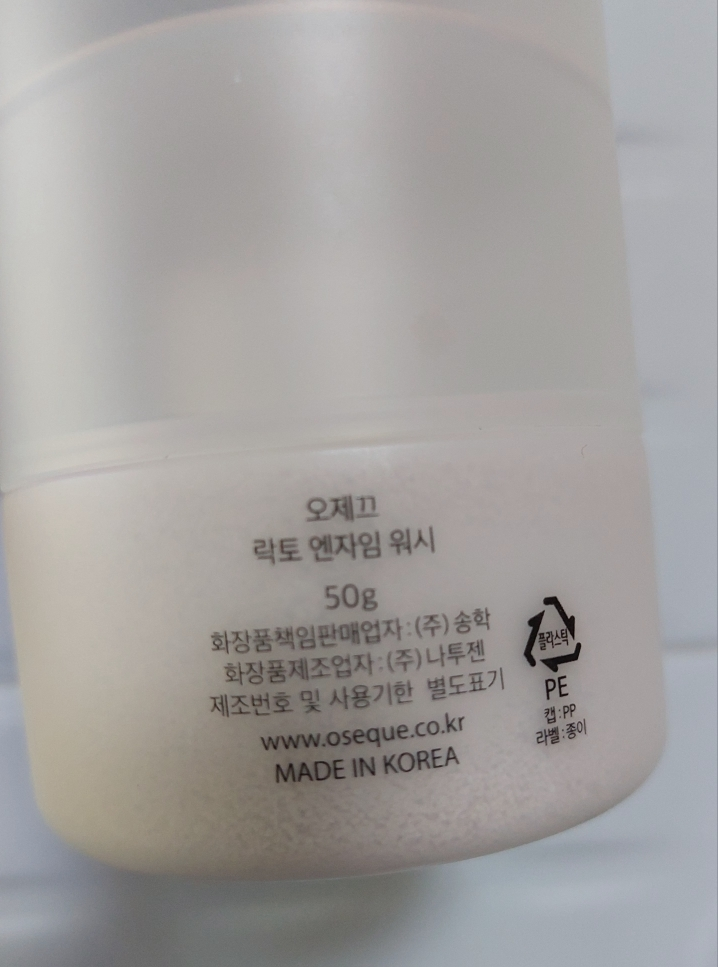 오제끄
락토 엔자임 워시
50g
화장품책임판매업자:(주)송학
화장품제조업자:(주)나투젠
제조번호 및 사용기한 별도표기
www.oseque.co.kr
MADE IN KOREA
플라스틱
PE
캡:PP
라벨:종이